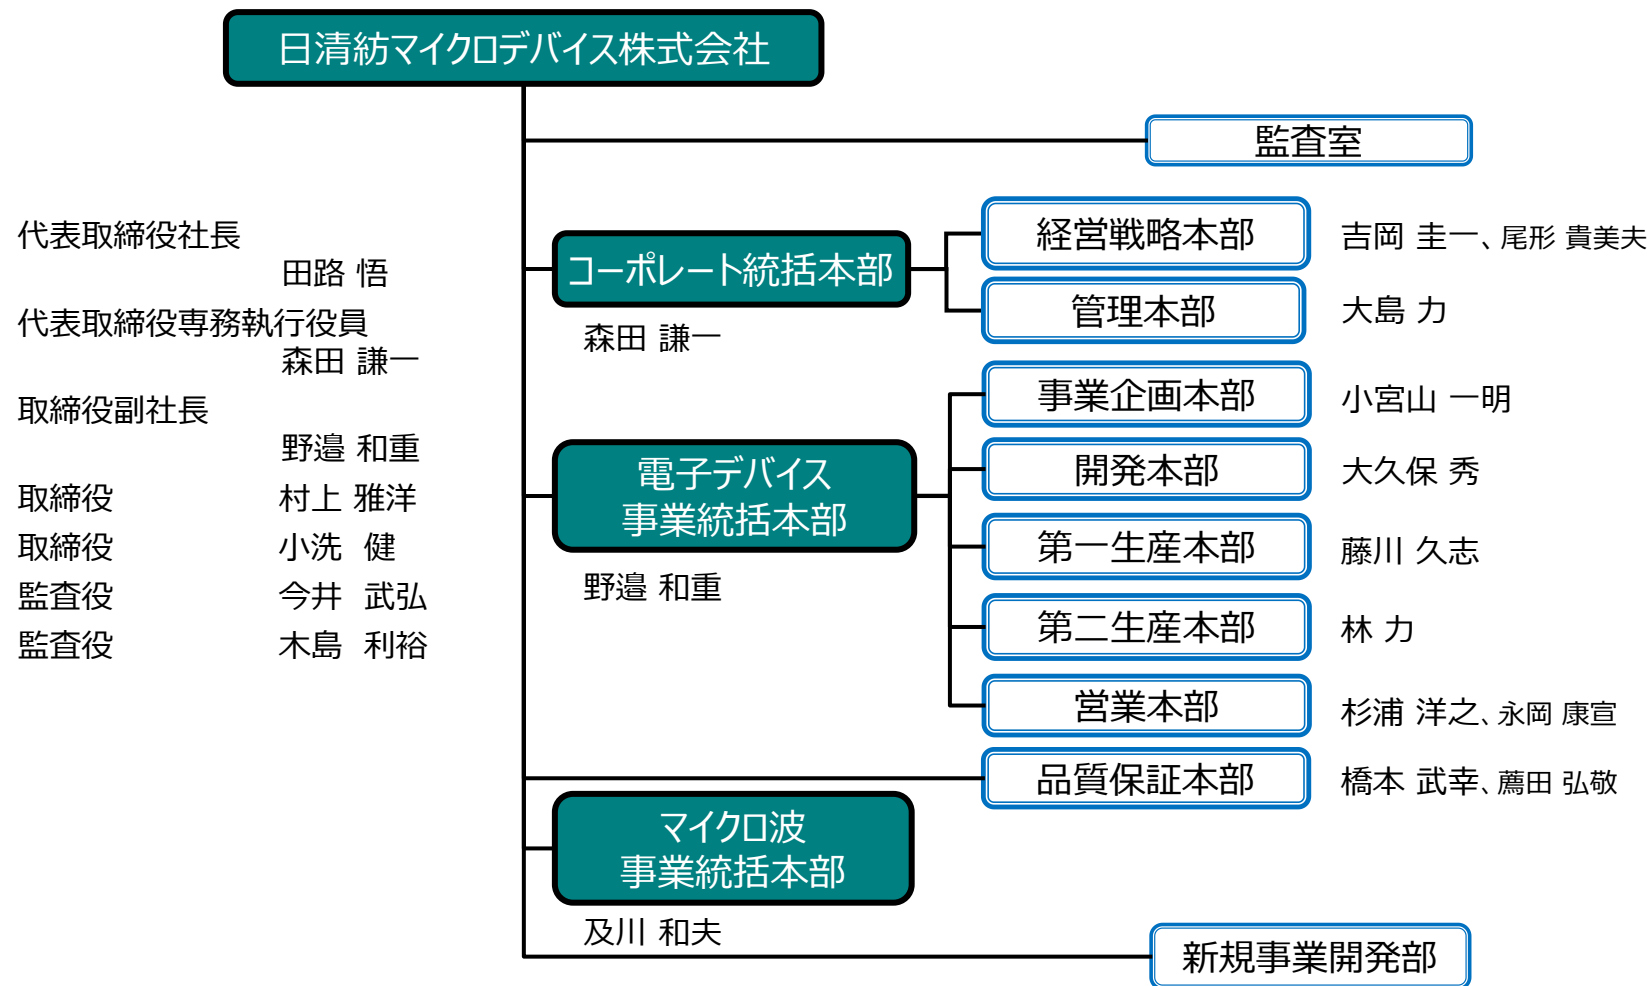 日清紡マイクロデバイス株式会社
監査室
代表取締役社長
田路 悟
代表取締役専務執行役員
森田 謙一
取締役副社長
野邉 和重
取締役 村上 雅洋
取締役 小洗 健
監査役 今井 武弘
監査役 木島 利裕
コーポレート統括本部
森田 謙一
経営戦略本部 吉岡 圭一、尾形 貴美夫
管理本部 大島 力
電子デバイス
事業統括本部
野邉 和重
事業企画本部 小宮山 一明
開発本部 大久保 秀
第一生産本部 藤川 久志
第二生産本部 林 力
営業本部 杉浦 洋之、永岡 康宣
品質保証本部 橋本 武幸、薦田 弘敬
マイクロ波
事業統括本部
及川 和夫
新規事業開発部